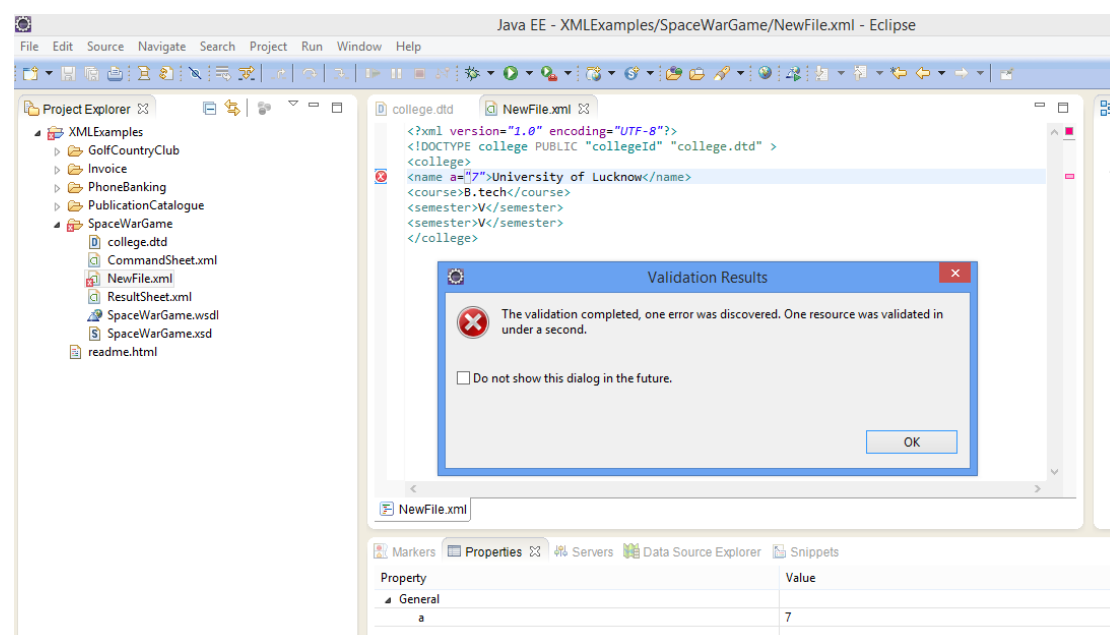 Java EE - XMLExamples/SpaceWarGame/NewFile.xml - Eclipse
File Edit Source Navigate Search Project Run Window Help
Project Explorer
XMLExamples
GolfCountryClub
Invoice
PhoneBanking
PublicationCatalogue
SpaceWarGame
college.dtd
CommandSheet.xml
NewFile.xml
ResultSheet.xml
SpaceWarGame.wsdl
SpaceWarGame.xsd
readme.html
college.dtd NewFile.xml
<?xml version="1.0" encoding="UTF-8"?>
<!DOCTYPE college PUBLIC "collegeId" "college.dtd" >
<college>
<name a="7">University of Lucknow</name>
<course>B.tech</course>
<semester>V</semester>
<semester>V</semester>
</college>
Validation Results
The validation completed, one error was discovered. One resource was validated in
under a second.
Do not show this dialog in the future.
OK
NewFile.xml
Markers Properties Servers Data Source Explorer Snippets
Property Value
General
a 7